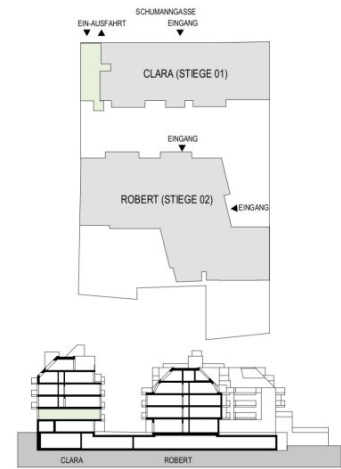 SCHUMANNGASSE
EIN-AUSFAHRT EINGANG
CLARA (STIEGE 01)
EINGANG
ROBERT (STIEGE 02)
EINGANG
CLARA ROBERT